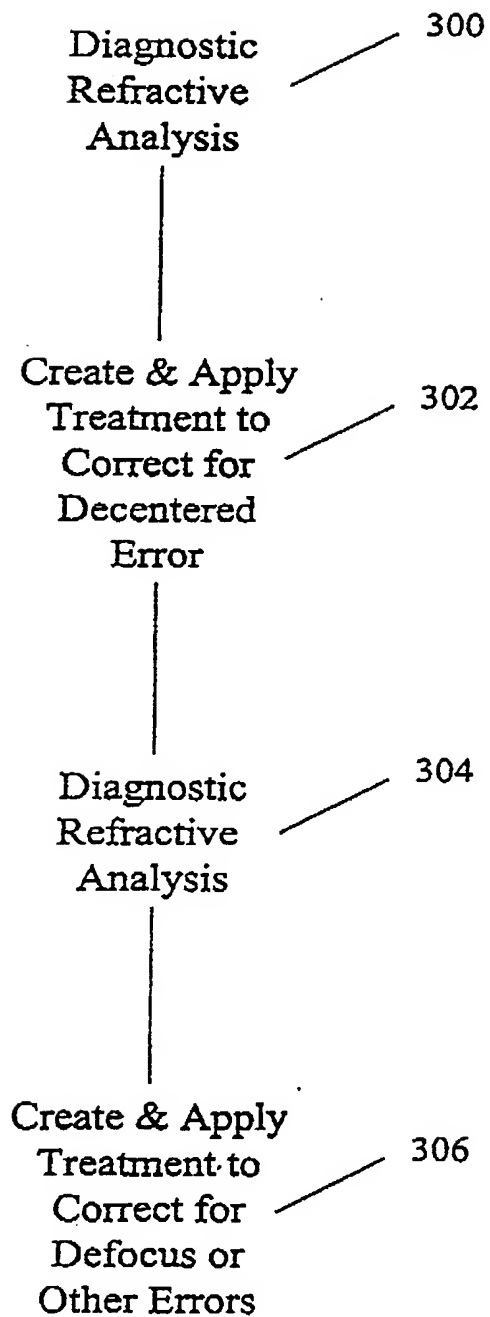 Diagnostic
Refractive
Analysis
300
Create & Apply
Treatment to
Correct for
Decentered
Error
302
Diagnostic
Refractive
Analysis
304
Create & Apply
Treatment to
Correct for
Defocus or
Other Errors
306